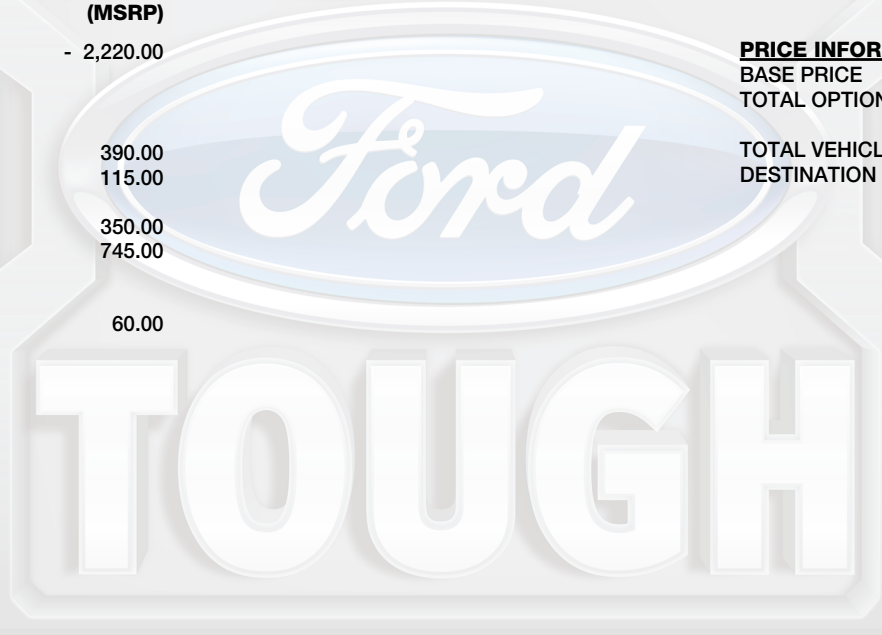 (MSRP)
- 2,220.00
390.00
115.00
350.00
745.00
60.00
PRICE INFOR
BASE PRICE
TOTAL OPTION
TOTAL VEHICL
DESTINATION
Ford
TOUGH